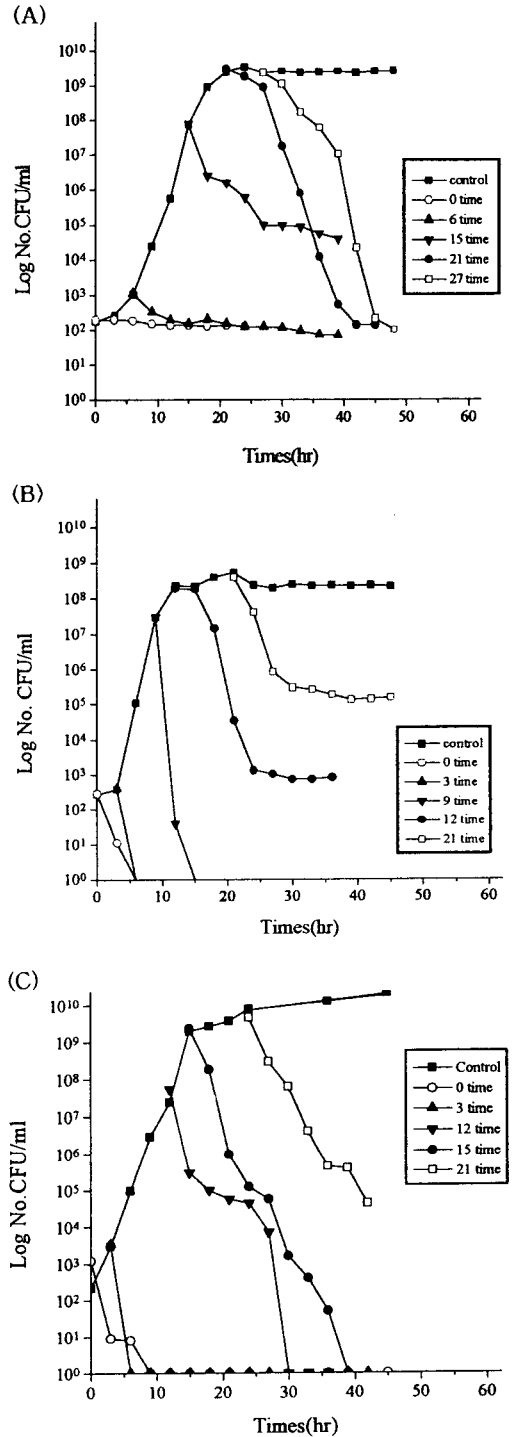 (A)
10¹⁰
10⁹
10⁸
10⁷
10⁶
10⁵
10⁴
10³
10²
10¹
10⁰
Log No.CFU/ml
control
0 time
6 time
15 time
21 time
27 time
0 10 20 30 40 50 60
Times(hr)
(B)
10¹⁰
10⁹
10⁸
10⁷
10⁶
10⁵
10⁴
10³
10²
10¹
10⁰
Log No. CFU/ml
control
0 time
3 time
9 time
12 time
21 time
0 10 20 30 40 50 60
Times(hr)
(C)
10¹⁰
10⁹
10⁸
10⁷
10⁶
10⁵
10⁴
10³
10²
10¹
10⁰
Log No.CFU/ml
Control
0 time
3 time
12 time
15 time
21 time
0 10 20 30 40 50 60
Times(hr)